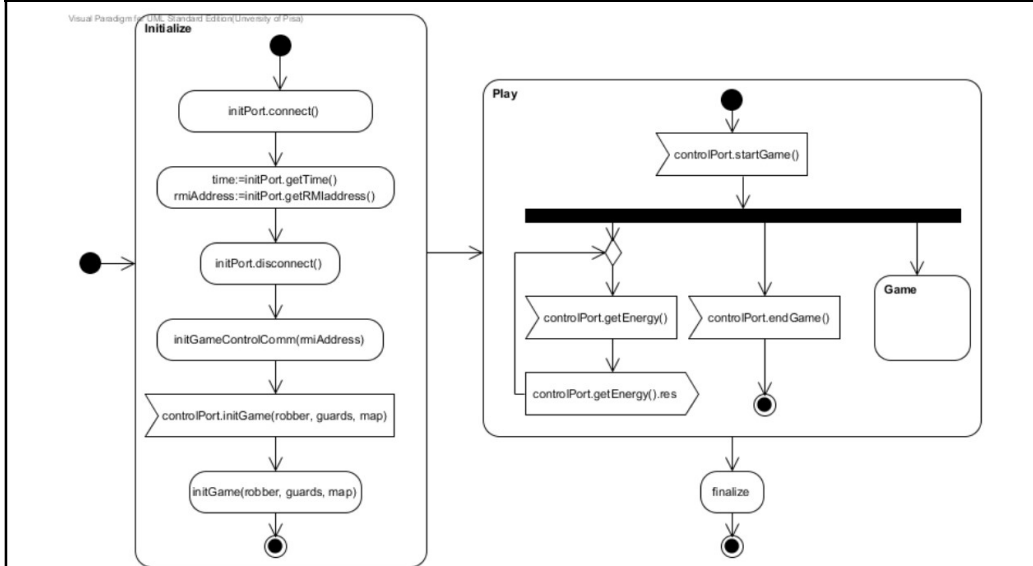 Visual Paradigm for UML Standard Edition(Unversity of Pisa)
Initialize
initPort.connect()
time:=initPort.getTime()
rmiAddress:=initPort.getRMIaddress()
initPort.disconnect()
initGameControlComm(rmiAddress)
controlPort.initGame(robber, guards, map)
initGame(robber, guards, map)
Play
controlPort.startGame()
controlPort.getEnergy()
controlPort.endGame()
Game
controlPort.getEnergy().res
finalize